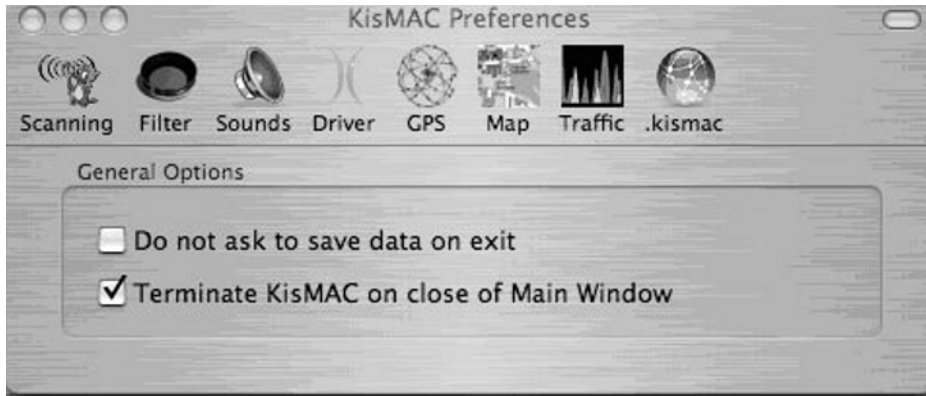 KisMAC Preferences
Scanning Filter Sounds Driver GPS Map Traffic .kismac
General Options
Do not ask to save data on exit
Terminate KisMAC on close of Main Window